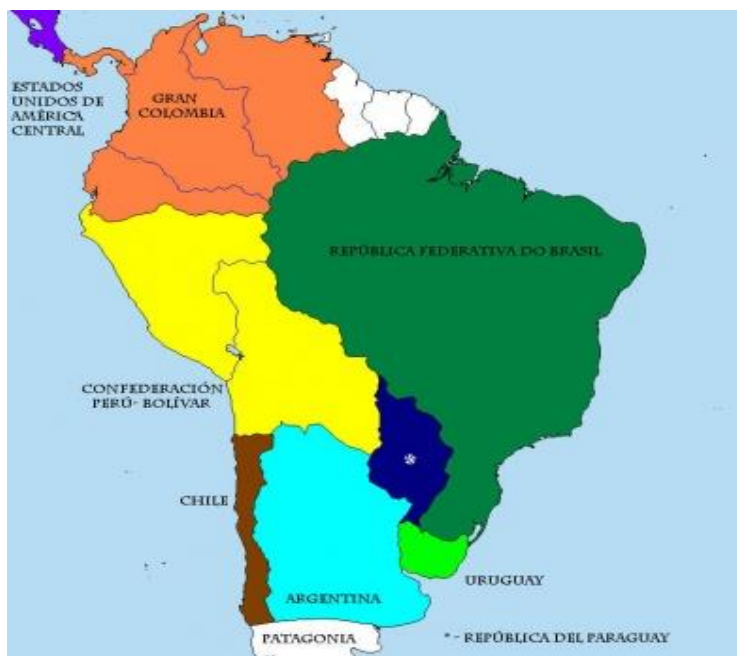 ESTADOS
UNIDOS DE
AMÉRICA
CENTRAL
GRAN
COLOMBIA
REPÚBLICA FEDERATIVA DO BRASIL
CONFEDERACIÓN
PERÚ- BOLÍVAR
CHILE
URUGUAY
ARGENTINA
PATAGONIA
* - REPÚBLICA DEL PARAGUAY
*